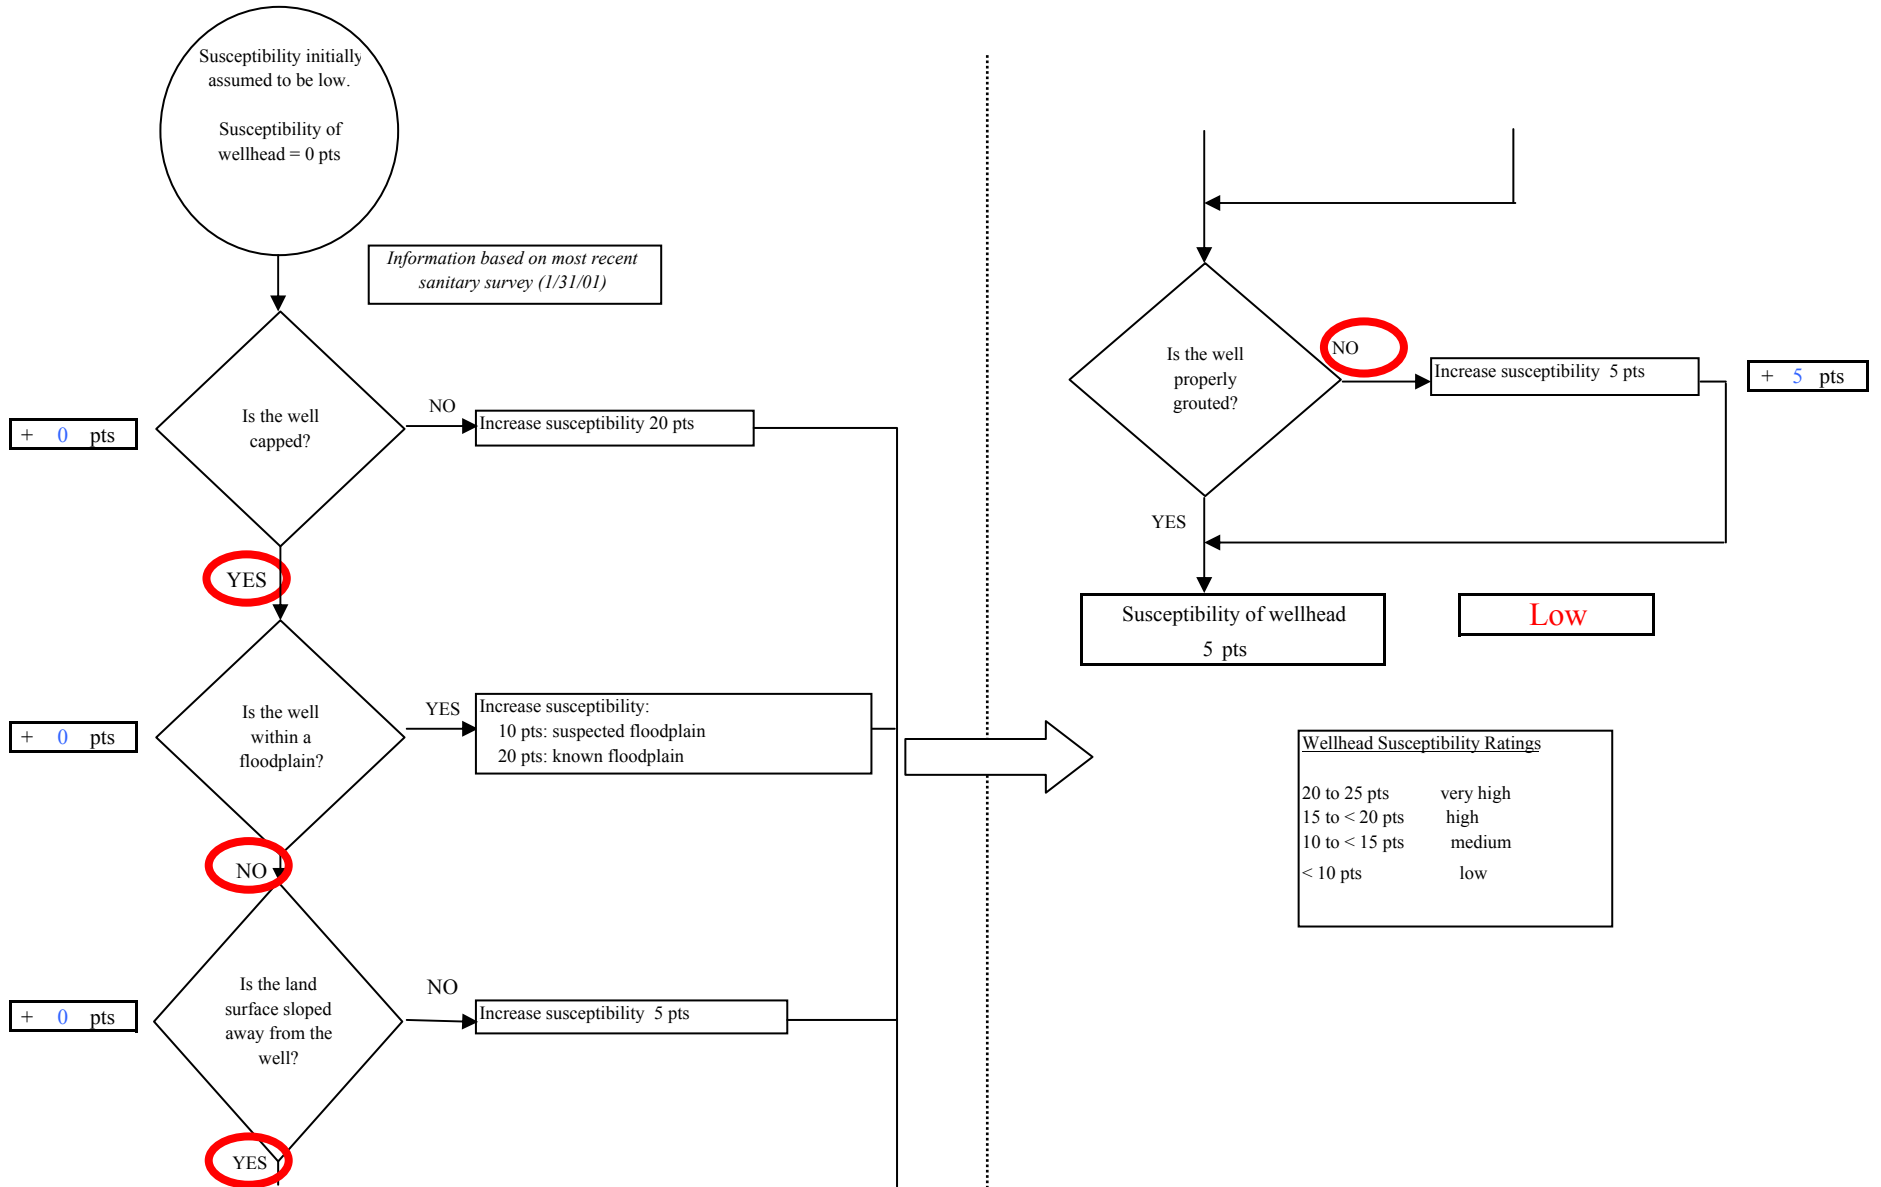 Susceptibility initially
assumed to be low.
Susceptibility of
wellhead = 0 pts
Information based on most recent
sanitary survey (1/31/01)
Is the well
capped?
NO
Increase susceptibility 20 pts
+ 0 pts
YES
Is the well
within a
floodplain?
YES
Increase susceptibility:
10 pts: suspected floodplain
20 pts: known floodplain
+ 0 pts
NO
Is the land
surface sloped
away from the
well?
NO
Increase susceptibility 5 pts
+ 0 pts
YES
Is the well
properly
grouted?
NO
Increase susceptibility 5 pts
+ 5 pts
YES
Susceptibility of wellhead
5 pts
Low
Wellhead Susceptibility Ratings
20 to 25 pts very high
15 to < 20 pts high
10 to < 15 pts medium
< 10 pts low